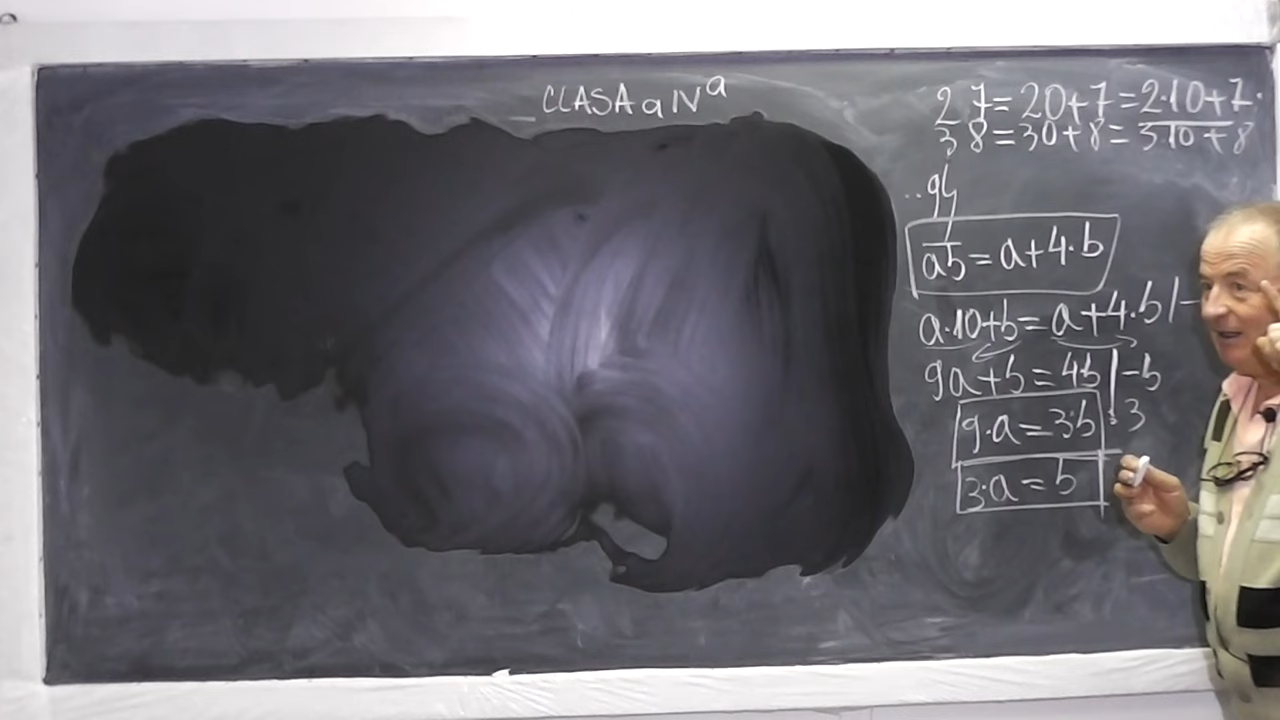 CLASA a IV a
27=20+7=2·10+7·
38=30+8=3·10+8
ab=a+4·b
a·10+b=a+4·b|-
9a+b=4b|-b
9·a=3·b|:3
3·a=b